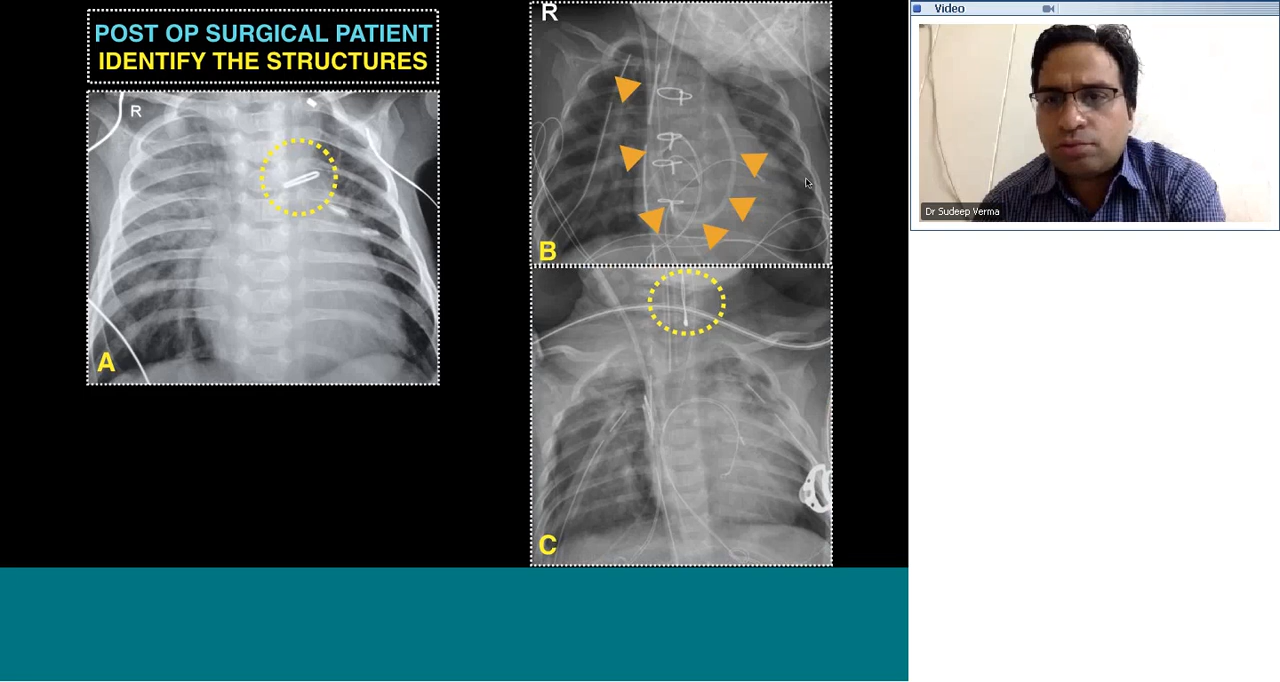 POST OP SURGICAL PATIENT
IDENTIFY THE STRUCTURES
R
A
R
B
C
Video
Dr Sudeep Verma